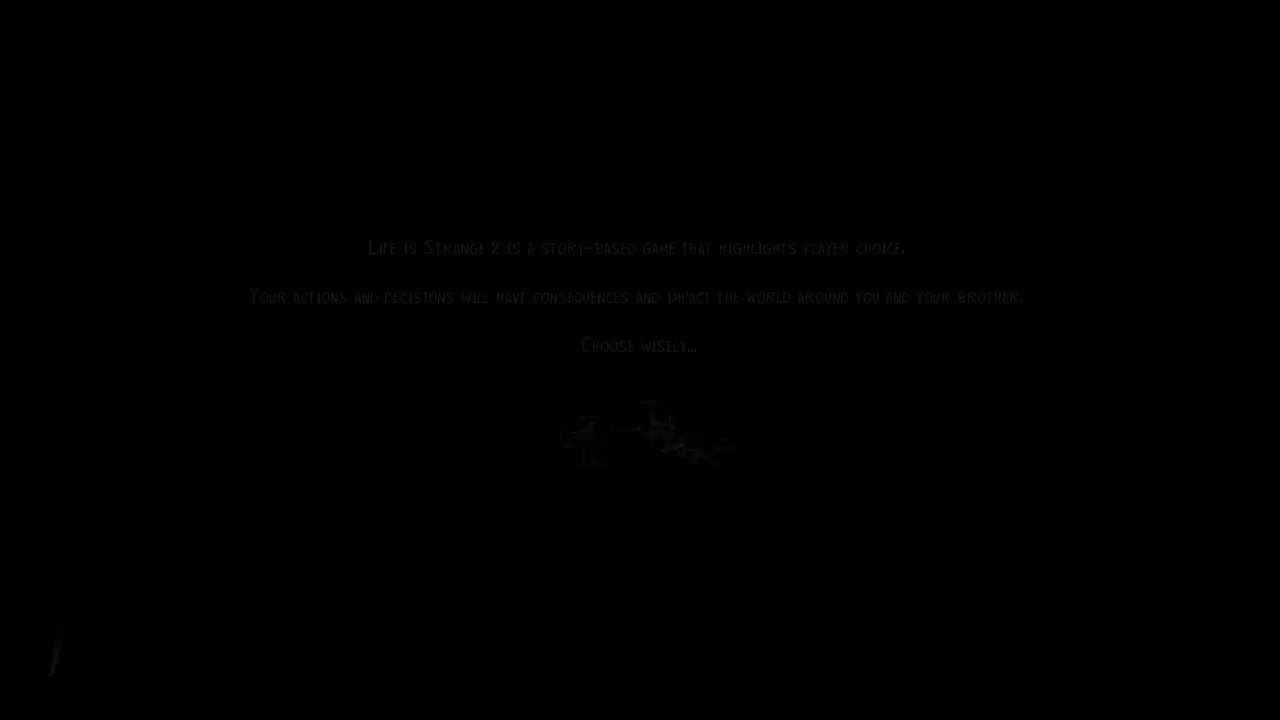 Life is Strange 2 is a story-based game that highlights player choice.
Your actions and decisions will have consequences and impact the world around you and your brother.
Choose wisely...